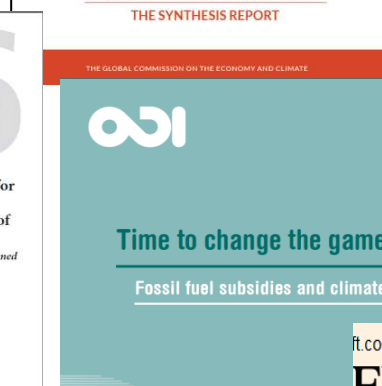 THE SYNTHESIS REPORT
THE GLOBAL COMMISSION ON THE ECONOMY AND CLIMATE
ODI
or
of
Time to change the game
Fossil fuel subsidies and climate
ft.co